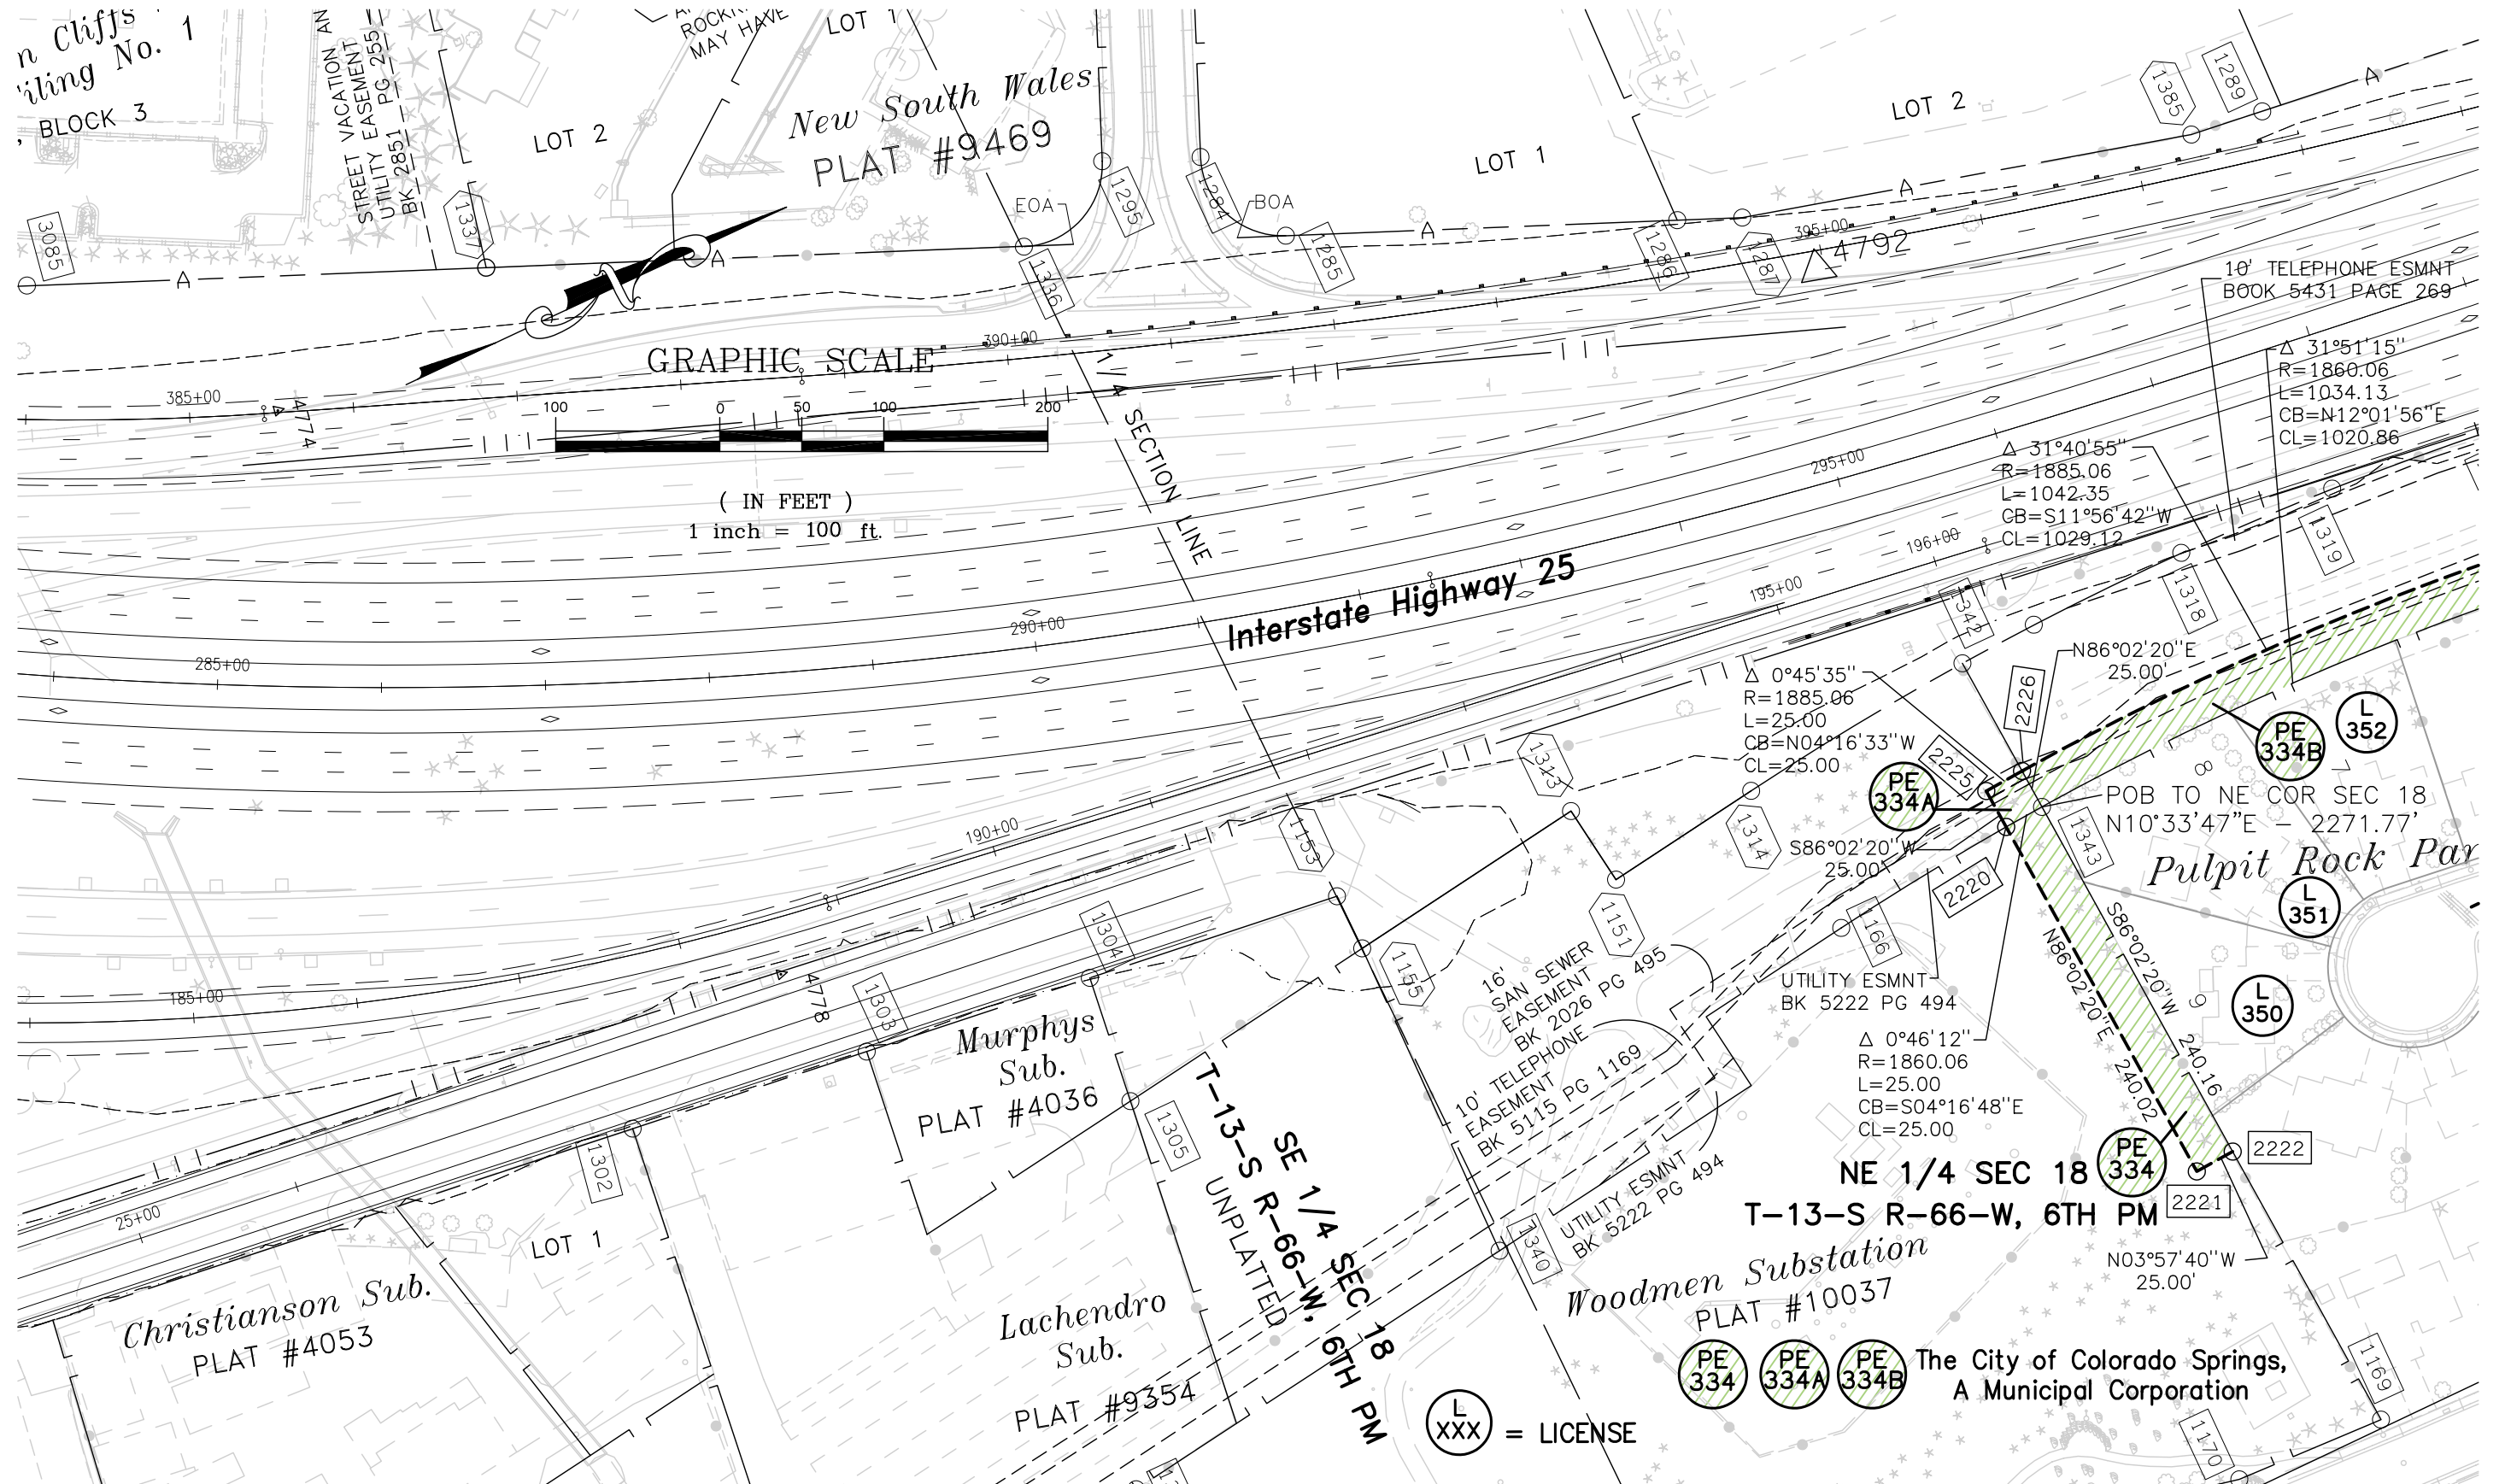 n Cliffs
iling No. 1
, BLOCK 3
3085
STREET VACATION AN
UTILITY EASEMENT
BK 2851 PG 255
1337
LOT 2
ROCKR
MAY HAVE
LOT 1
New South Wales
PLAT #9469
EOA
1295
1336
1284
BOA
1285
LOT 1
1286
1287
4792
LOT 2
1385
1289
A
A
A
A
A
10' TELEPHONE ESMNT
BOOK 5431 PAGE 269
Δ 31°51'15"
R=1860.06
L=1034.13
CB=N12°01'56"E
CL=1020.86
Δ 31°40'55"
R=1885.06
L=1042.35
CB=S11°56'42"W
CL=1029.12
N
GRAPHIC SCALE
100 0 50 100 200
( IN FEET )
1 inch = 100 ft.
385+00
4774
390+00
395+00
1/4 SECTION LINE
Interstate Highway 25
285+00
290+00
295+00
185+00
190+00
195+00
196+00
25+00
1342
1318
1319
N86°02'20"E
25.00'
2226
Δ 0°45'35"
R=1885.06
L=25.00
CB=N04°16'33"W
CL=25.00
2225
PE
334A
PE
334B
L
352
8
7
POB TO NE COR SEC 18
N10°33'47"E – 2271.77'
Pulpit Rock Par
L
351
1343
S86°02'20"W
25.00'
2220
1313
1314
1153
1151
1155
1166
16'
SAN SEWER
EASEMENT
BK 2026 PG 495
10' TELEPHONE
EASEMENT
BK 5115 PG 1169
UTILITY ESMNT
BK 5222 PG 494
UTILITY ESMNT
BK 5222 PG 494
Δ 0°46'12"
R=1860.06
L=25.00
CB=S04°16'48"E
CL=25.00
S86°02'20"W 240.16
N86°02'20"E 240.02
9
L
350
PE
334
2222
2221
N03°57'40"W
25.00'
NE 1/4 SEC 18
T-13-S R-66-W, 6TH PM
Woodmen Substation
PLAT #10037
1340
1304
1303
4778
Murphys
Sub.
PLAT #4036
1305
1302
LOT 1
SE 1/4 SEC 18
T-13-S R-66-W, 6TH PM
UNPLATTED
Christianson Sub.
PLAT #4053
Lachendro
Sub.
PLAT #9354
L
XXX
= LICENSE
PE
334
PE
334A
PE
334B
The City of Colorado Springs,
A Municipal Corporation
1169
1170